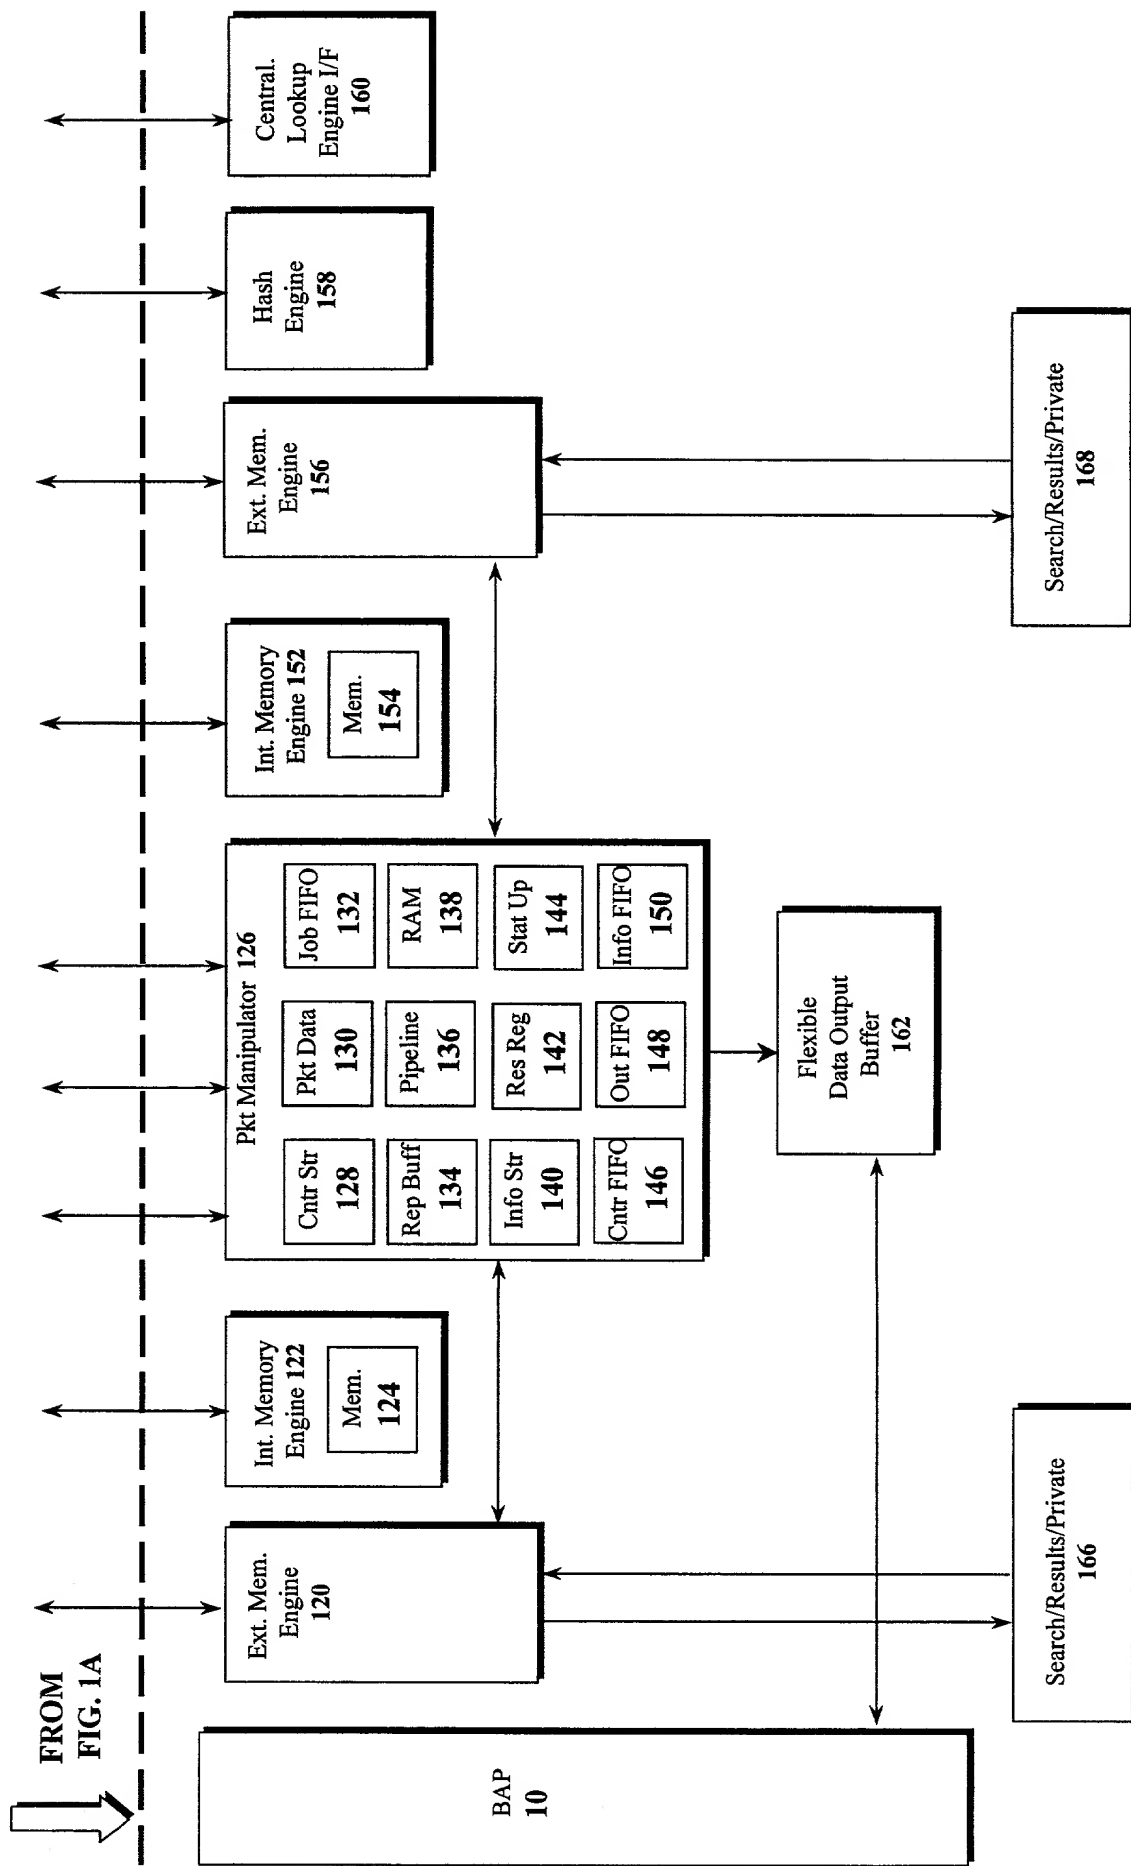 FROM
FIG. 1A
BAP
10
Ext. Mem.
Engine
120
Int. Memory
Engine 122
Mem.
124
Pkt Manipulator 126
Cntr Str
128
Pkt Data
130
Job FIFO
132
Rep Buff
134
Pipeline
136
RAM
138
Info Str
140
Res Reg
142
Stat Up
144
Cntr FIFO
146
Out FIFO
148
Info FIFO
150
Int. Memory
Engine 152
Mem.
154
Ext. Mem.
Engine
156
Hash
Engine
158
Central.
Lookup
Engine I/F
160
Flexible
Data Output
Buffer
162
Search/Results/Private
166
Search/Results/Private
168